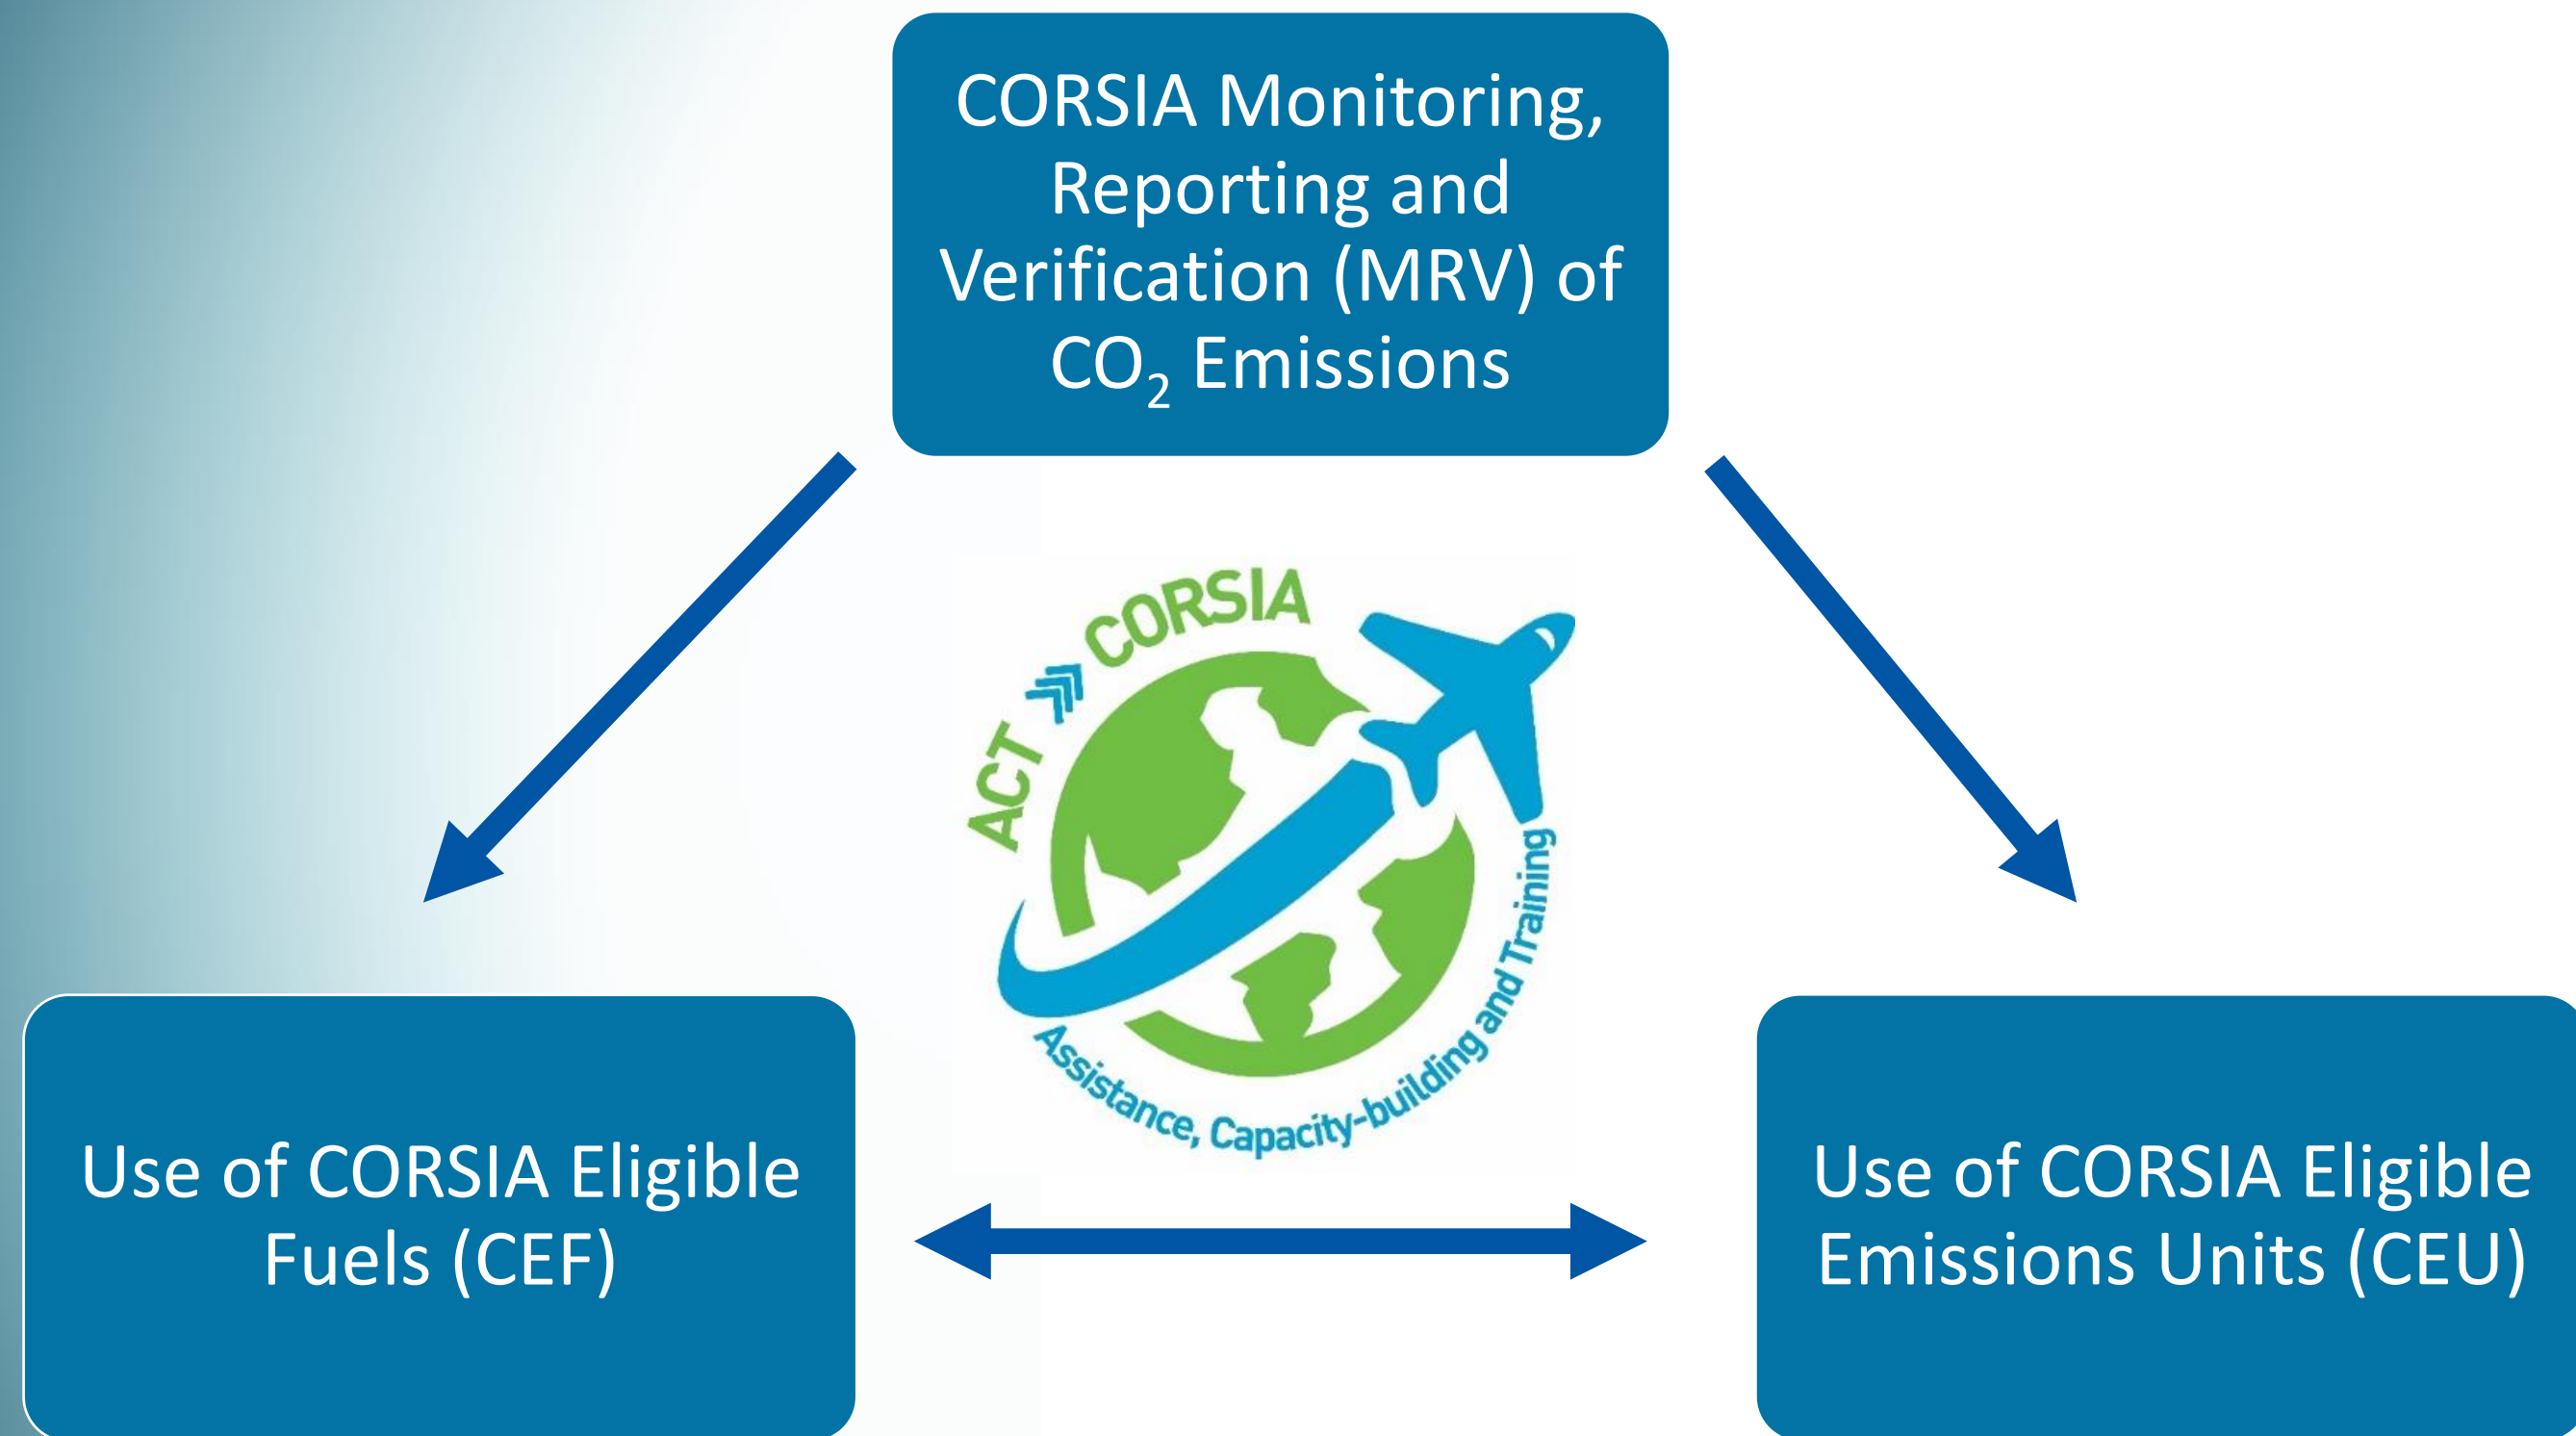 CORSIA Monitoring,
Reporting and
Verification (MRV) of
CO₂ Emissions
ACT CORSIA
Assistance, Capacity-building and Training
Use of CORSIA Eligible
Fuels (CEF)
Use of CORSIA Eligible
Emissions Units (CEU)